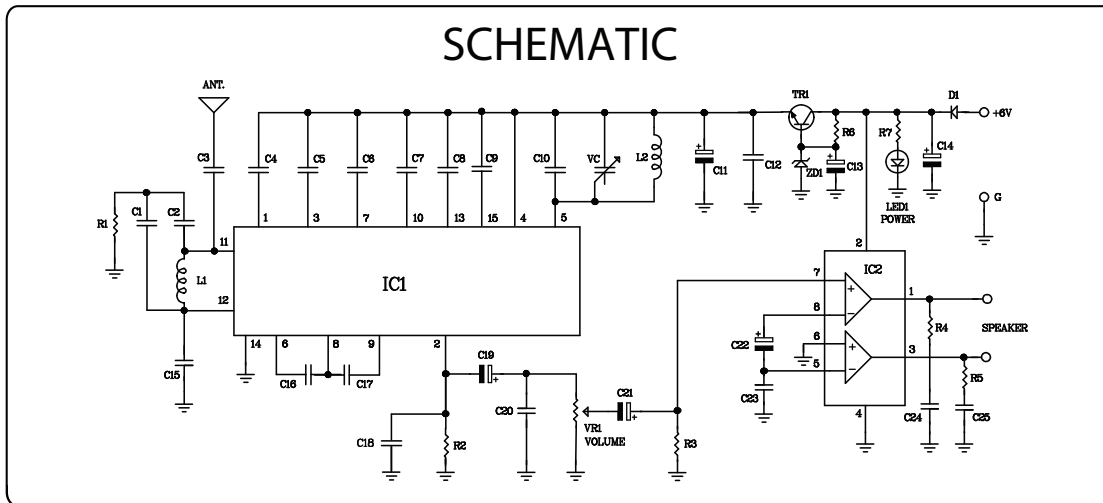 SCHEMATIC
ANT.
TR1
D1
+6V
C3
C4
C5
C6
C7
C8
C9
C10
VC
L2
C11
C12
ZD1
R6
C13
R7
C14
LED1
POWER
G
R1
C1
C2
L1
1
3
7
10
13
15
4
5
11
12
IC1
14
6
8
9
2
C15
C16
C17
C18
R2
C19
C20
VR1
VOLUME
C21
R3
2
IC2
7
+
8
−
6
+
5
−
1
3
4
C22
C23
R4
R5
C24
C25
SPEAKER